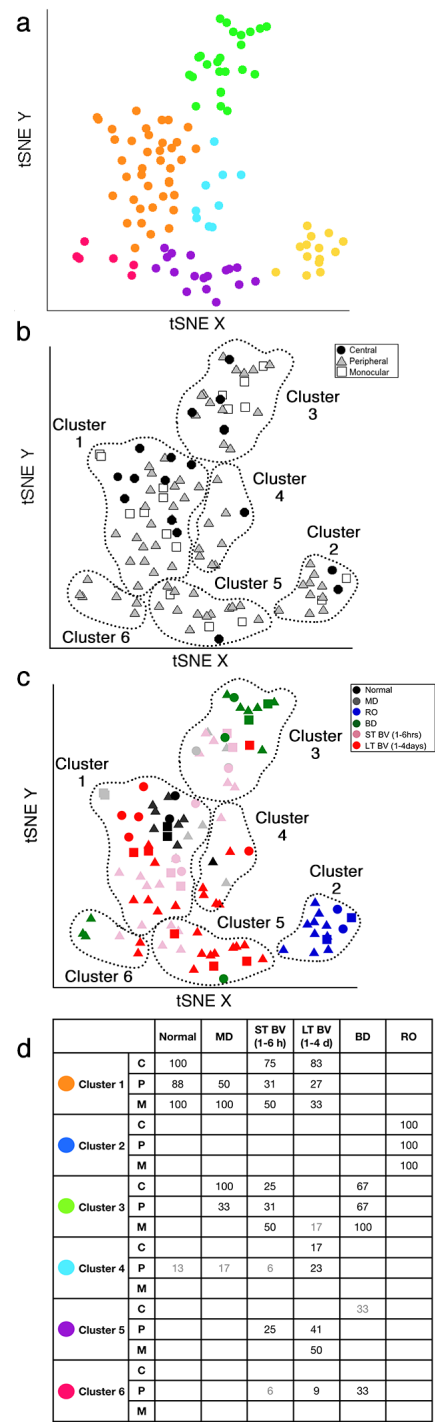 a
tSNE Y
tSNE X
b
Central
Peripheral
Monocular
Cluster
1
Cluster
3
Cluster
4
Cluster
2
Cluster 5
Cluster 6
tSNE Y
tSNE X
c
Normal
MD
RO
BD
ST BV (1-6hrs)
LT BV (1-4days)
Cluster
1
Cluster
3
Cluster
4
Cluster
2
Cluster 5
Cluster 6
tSNE Y
tSNE X
d
Normal MD ST BV (1-6 h) LT BV (1-4 d) BD RO
Cluster 1
C 100 75 83
P 88 50 31 27
M 100 100 50 33
Cluster 2
C 100
P 100
M 100
Cluster 3
C 100 25 67
P 33 31 67
M 50 17 100
Cluster 4
C 17
P 13 17 6 23
M
Cluster 5
C 33
P 25 41
M 50
Cluster 6
C
P 6 9 33
M